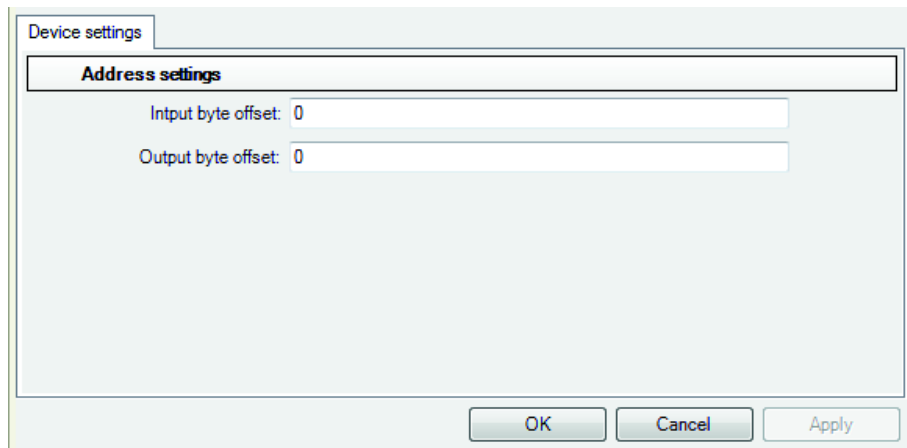 Device settings
Address settings
Intput byte offset: 0
Output byte offset: 0
OK Cancel Apply